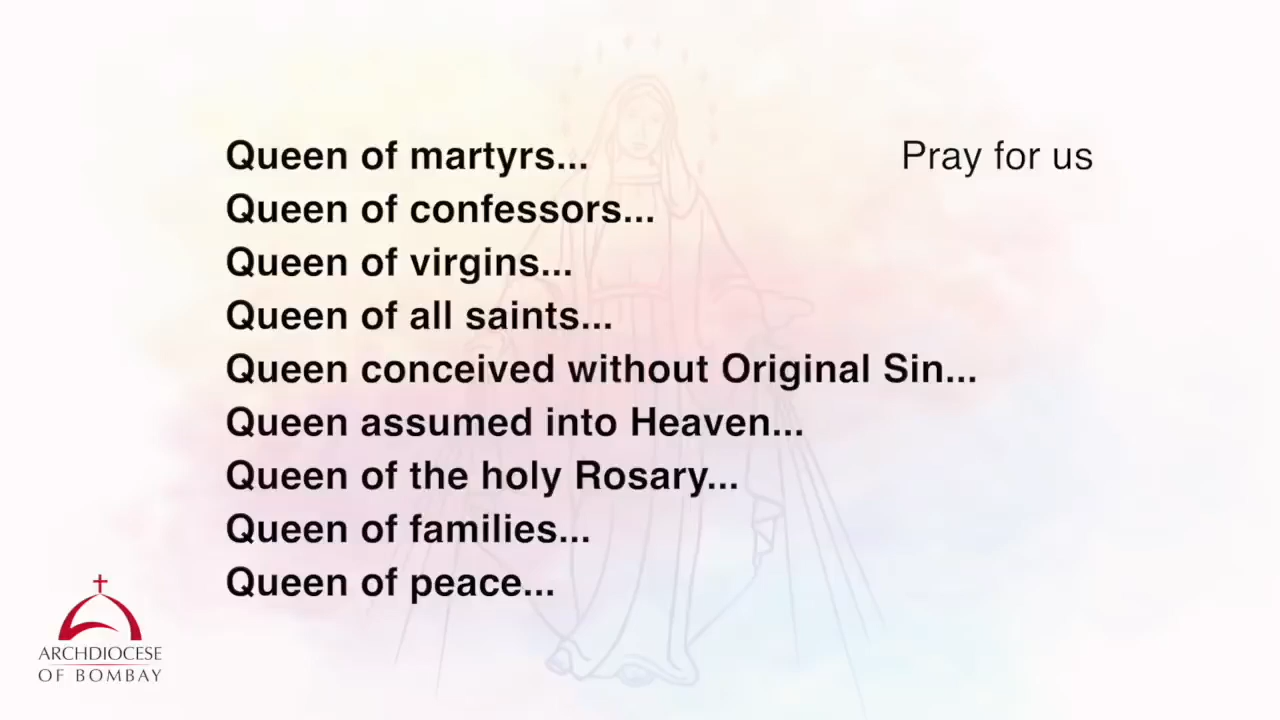 Queen of martyrs... Pray for us
Queen of confessors...
Queen of virgins...
Queen of all saints...
Queen conceived without Original Sin...
Queen assumed into Heaven...
Queen of the holy Rosary...
Queen of families...
Queen of peace...
ARCHDIOCESE
OF BOMBAY